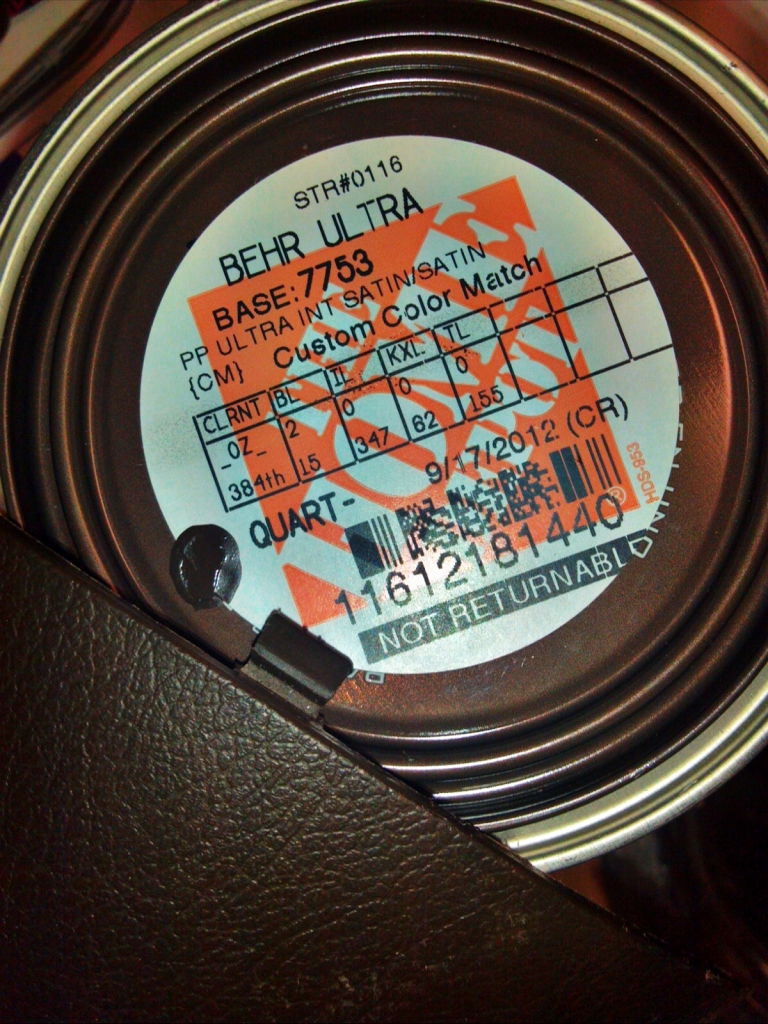 STR#0116
BEHR ULTRA
BASE:7753
PP ULTRA INT SATIN/SATIN
{CM} Custom Color Match
CLRNT BL IL KXL TL
_OZ_ 2 0 0 0
384th 15 347 62 155
QUART- 9/17/2012 (CR)
11612181440
NOT RETURNABL
HDS-953
®